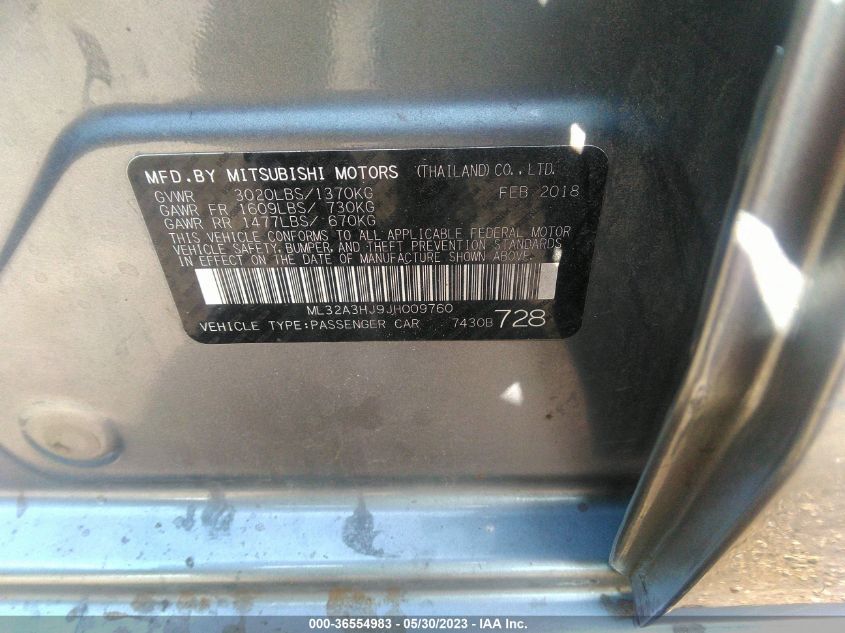 MFD.BY MITSUBISHI MOTORS (THAILAND) CO., LTD.
GVWR 3020LBS/1370KG FEB 2018
GAWR FR 1609LBS/ 730KG
GAWR RR 1477LBS/ 670KG
THIS VEHICLE CONFORMS TO ALL APPLICABLE FEDERAL MOTOR
VEHICLE SAFETY, BUMPER, AND THEFT PREVENTION STANDARDS
IN EFFECT ON THE DATE OF MANUFACTURE SHOWN ABOVE.
ML32A3HJ9JH009760
VEHICLE TYPE:PASSENGER CAR 7430B 728
000-36554983 - 05/30/2023 - IAA Inc.